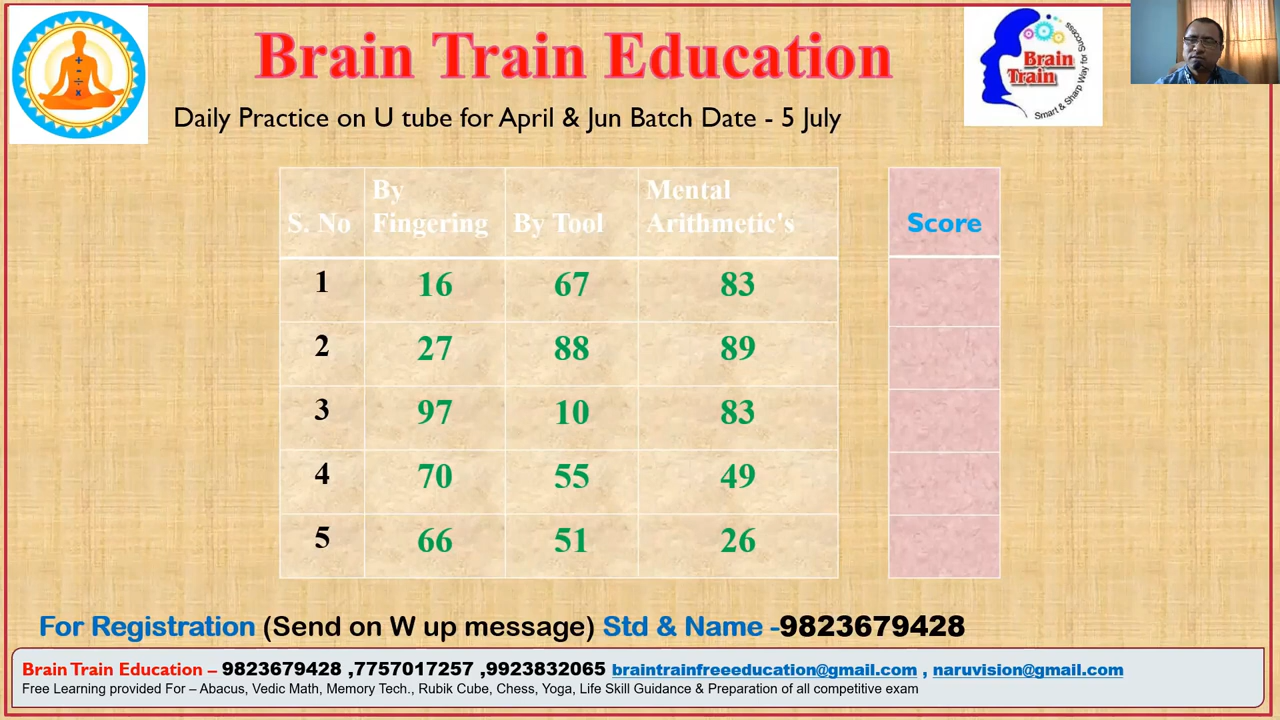 Brain Train Education
Daily Practice on U tube for April & Jun Batch Date - 5 July
+
-
÷
x
Brain
Train
Smart & Sharp Way for Success
S. No By Fingering By Tool Mental Arithmetic's Score
1 16 67 83
2 27 88 89
3 97 10 83
4 70 55 49
5 66 51 26
For Registration (Send on W up message) Std & Name -9823679428
Brain Train Education – 9823679428 ,7757017257 ,9923832065 braintrainfreeeducation@gmail.com , naruvision@gmail.com
Free Learning provided For – Abacus, Vedic Math, Memory Tech., Rubik Cube, Chess, Yoga, Life Skill Guidance & Preparation of all competitive exam